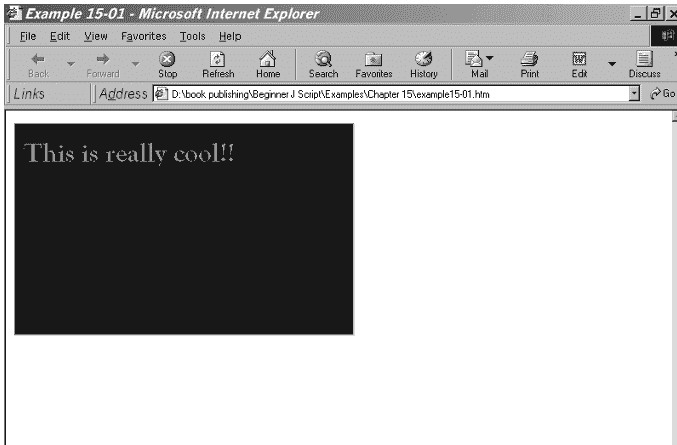 Example 15-01 - Microsoft Internet Explorer
File Edit View Favorites Tools Help
Back Forward Stop Refresh Home Search Favorites History Mail Print Edit Discuss
Links Address D:\book publishing\Beginner J Script\Examples\Chapter 15\example15-01.htm Go
This is really cool!!